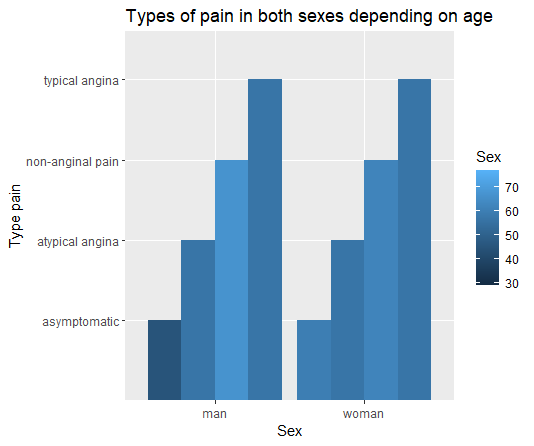 Types of pain in both sexes depending on age
typical angina
non-anginal pain
atypical angina
asymptomatic
Type pain
man
woman
Sex
Sex
70
60
50
40
30